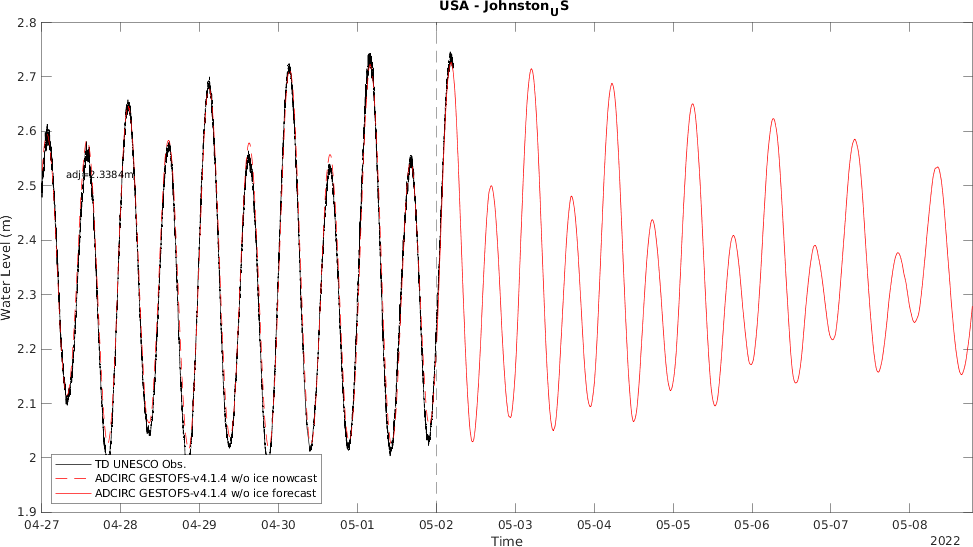 USA - Johnston_US
2.8
2.7
2.6
2.5
2.4
2.3
2.2
2.1
2
1.9
Water Level (m)
adj=2.3384m
TD UNESCO Obs.
ADCIRC GESTOFS-v4.1.4 w/o ice nowcast
ADCIRC GESTOFS-v4.1.4 w/o ice forecast
04-27 04-28 04-29 04-30 05-01 05-02 05-03 05-04 05-05 05-06 05-07 05-08
Time
2022